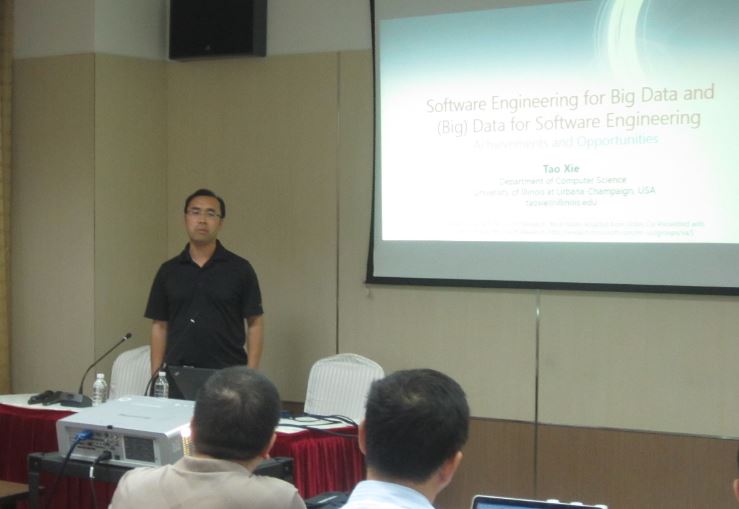 Software Engineering for Big Data and
(Big) Data for Software Engineering
Achievements and Opportunities
Tao Xie
Department of Computer Science
University of Illinois at Urbana-Champaign, USA
taoxie@illinois.edu